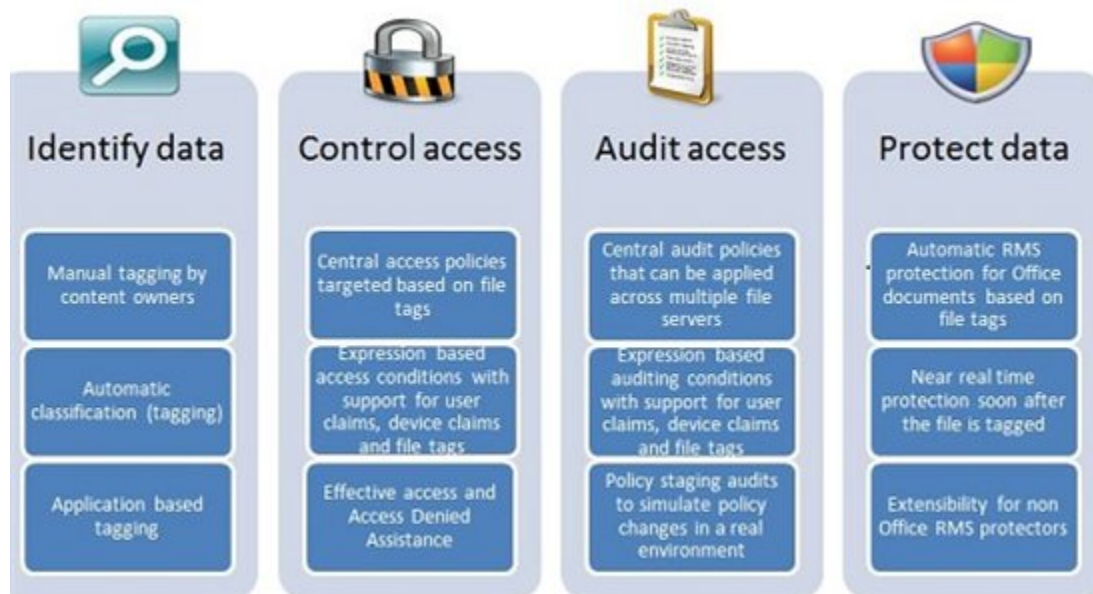 Identify data
Manual tagging by
content owners
Automatic
classification (tagging)
Application based
tagging
Control access
Central access policies
targeted based on file
tags
Expression based
access conditions with
support for user
claims, device claims
and file tags
Effective access and
Access Denied
Assistance
Audit access
Central audit policies
that can be applied
across multiple file
servers
Expression based
auditing conditions
with support for user
claims, device claims
and file tags
Policy staging audits
to simulate policy
changes in a real
environment
Protect data
Automatic RMS
protection for Office
documents based on
file tags
Near real time
protection soon after
the file is tagged
Extensibility for non
Office RMS protectors